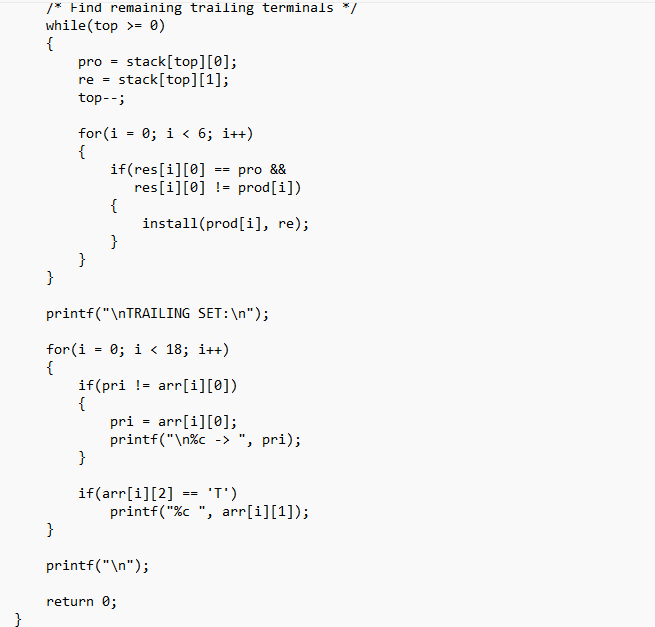 /* Find remaining trailing terminals */
while(top >= 0)
{
pro = stack[top][0];
re = stack[top][1];
top--;
for(i = 0; i < 6; i++)
{
if(res[i][0] == pro &&
res[i][0] != prod[i])
{
install(prod[i], re);
}
}
}
printf("\nTRAILING SET:\n");
for(i = 0; i < 18; i++)
{
if(pri != arr[i][0])
{
pri = arr[i][0];
printf("\n%c -> ", pri);
}
if(arr[i][2] == 'T')
printf("%c ", arr[i][1]);
}
printf("\n");
return 0;
}